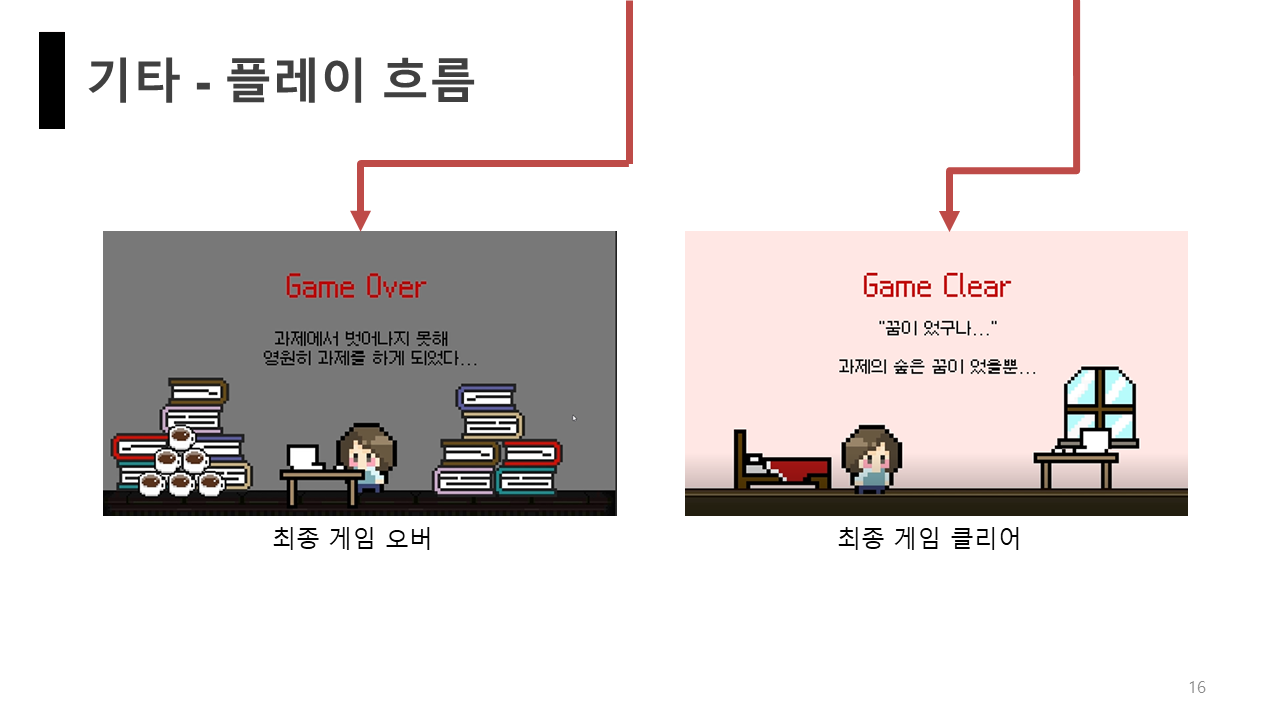 기타 - 플레이 흐름
Game Over
과제에서 벗어나지 못해
영원히 과제를 하게 되었다...
최종 게임 오버
Game Clear
"꿈이 었구나..."
과제의 숲은 꿈이 었을뿐...
최종 게임 클리어
16